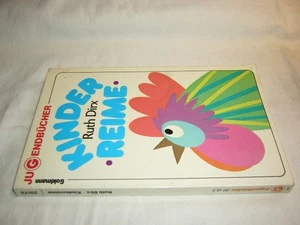 JUGENDBÜCHER
KINDER
REIME
Ruth Dirx
Goldmann